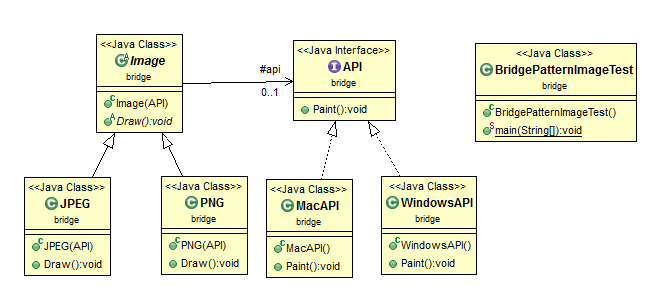 <<Java Class>>
Image
bridge
Image(API)
Draw():void
#api
0..1
<<Java Interface>>
API
bridge
Paint():void
<<Java Class>>
BridgePatternImageTest
bridge
BridgePatternImageTest()
main(String[]):void
<<Java Class>>
JPEG
bridge
JPEG(API)
Draw():void
<<Java Class>>
PNG
bridge
PNG(API)
Draw():void
<<Java Class>>
MacAPI
bridge
MacAPI()
Paint():void
<<Java Class>>
WindowsAPI
bridge
WindowsAPI()
Paint():void